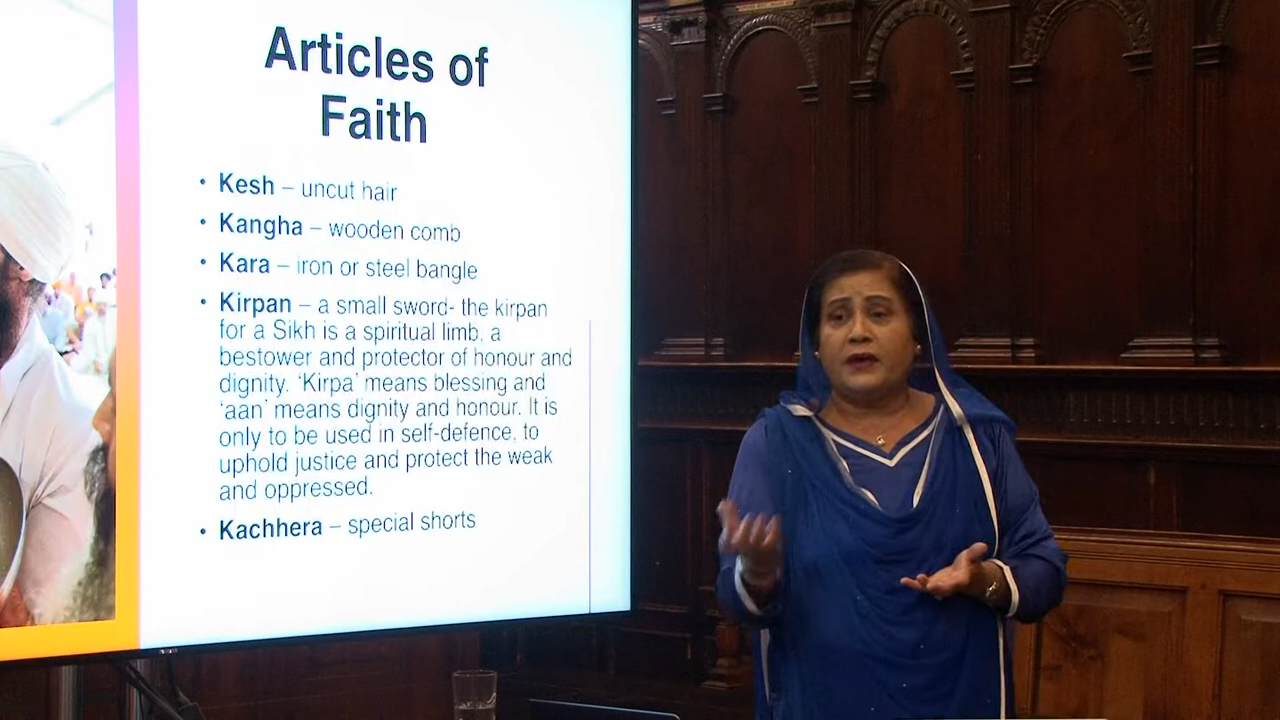 Articles of
Faith
• Kesh – uncut hair
• Kangha – wooden comb
• Kara – iron or steel bangle
• Kirpan – a small sword- the kirpan
for a Sikh is a spiritual limb, a
bestower and protector of honour and
dignity. ‘Kirpa’ means blessing and
‘aan’ means dignity and honour. It is
only to be used in self-defence, to
uphold justice and protect the weak
and oppressed.
• Kachhera – special shorts